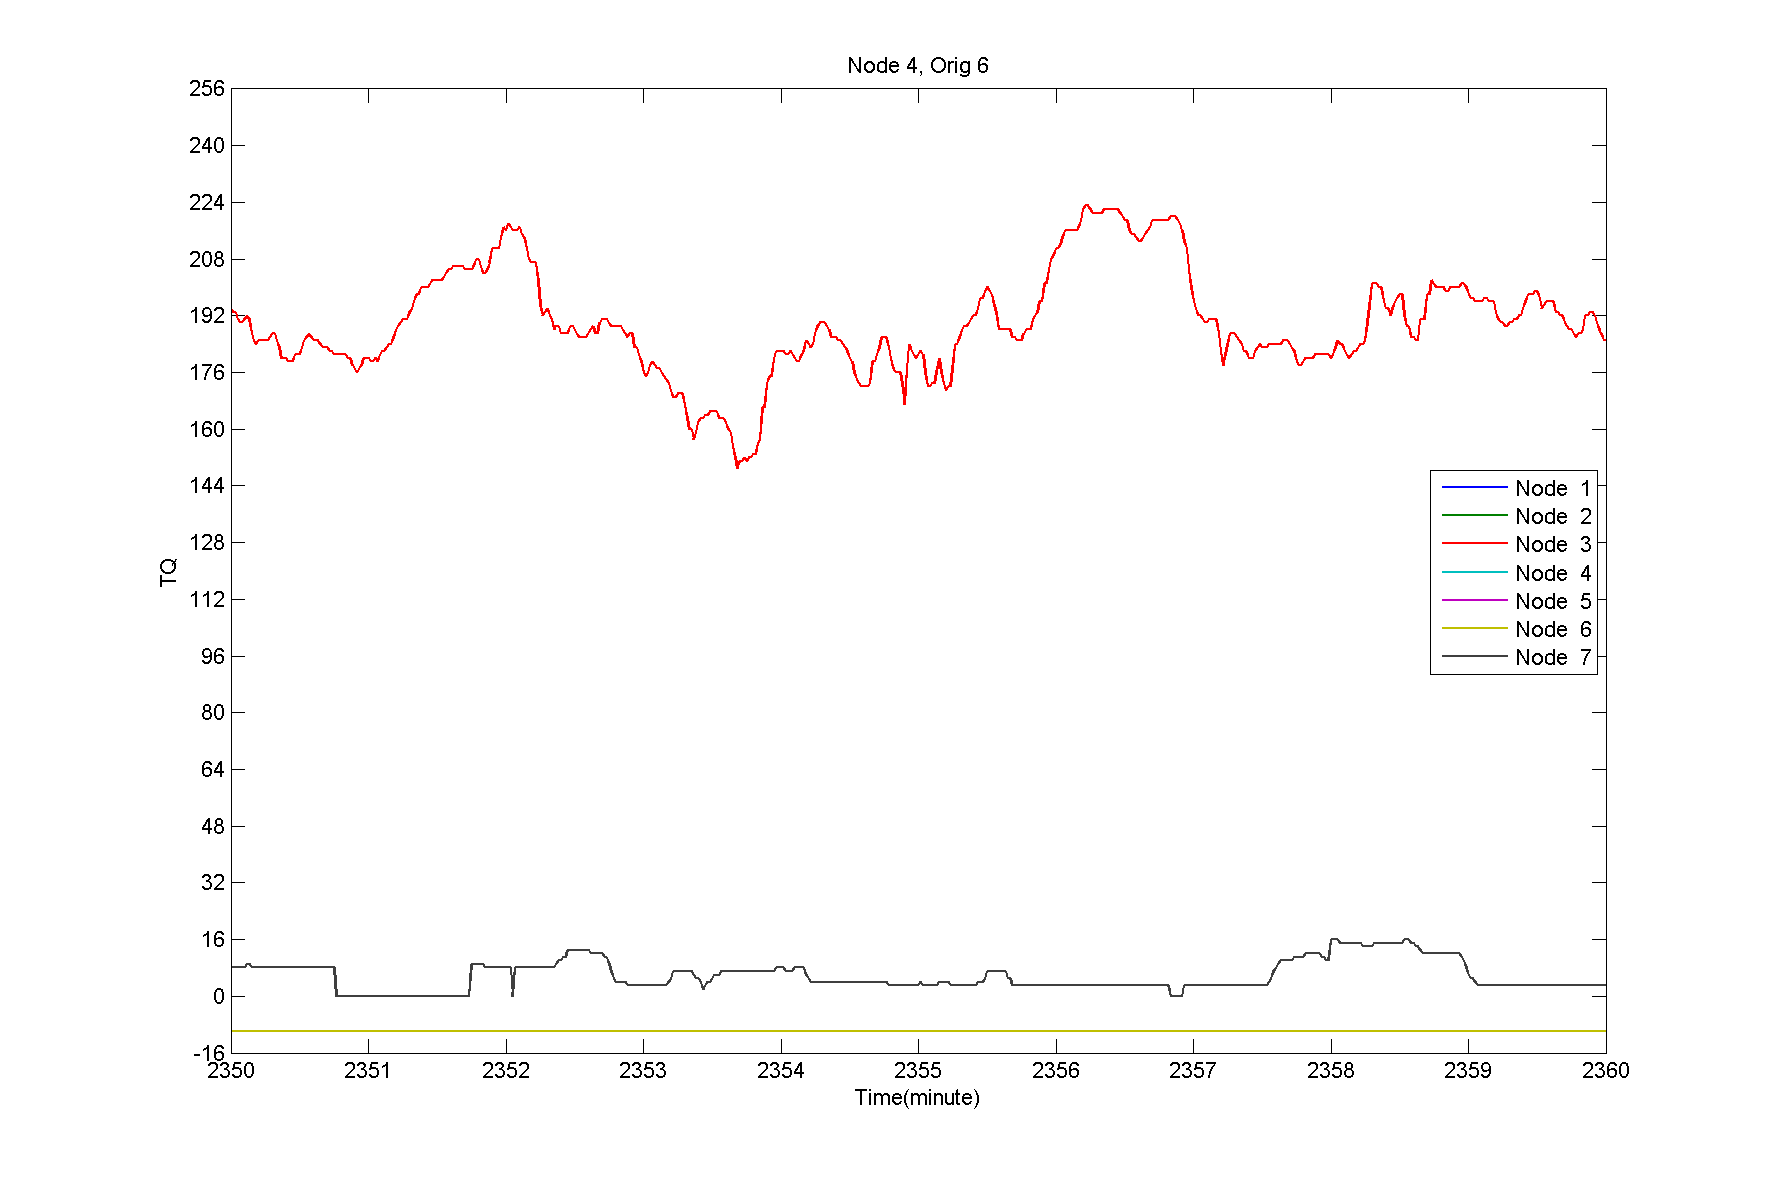 Node 4, Orig 6
256
240
224
208
192
176
160
144
128
112
96
80
64
48
32
16
0
-16
TQ
Node 1
Node 2
Node 3
Node 4
Node 5
Node 6
Node 7
2350 2351 2352 2353 2354 2355 2356 2357 2358 2359 2360
Time(minute)